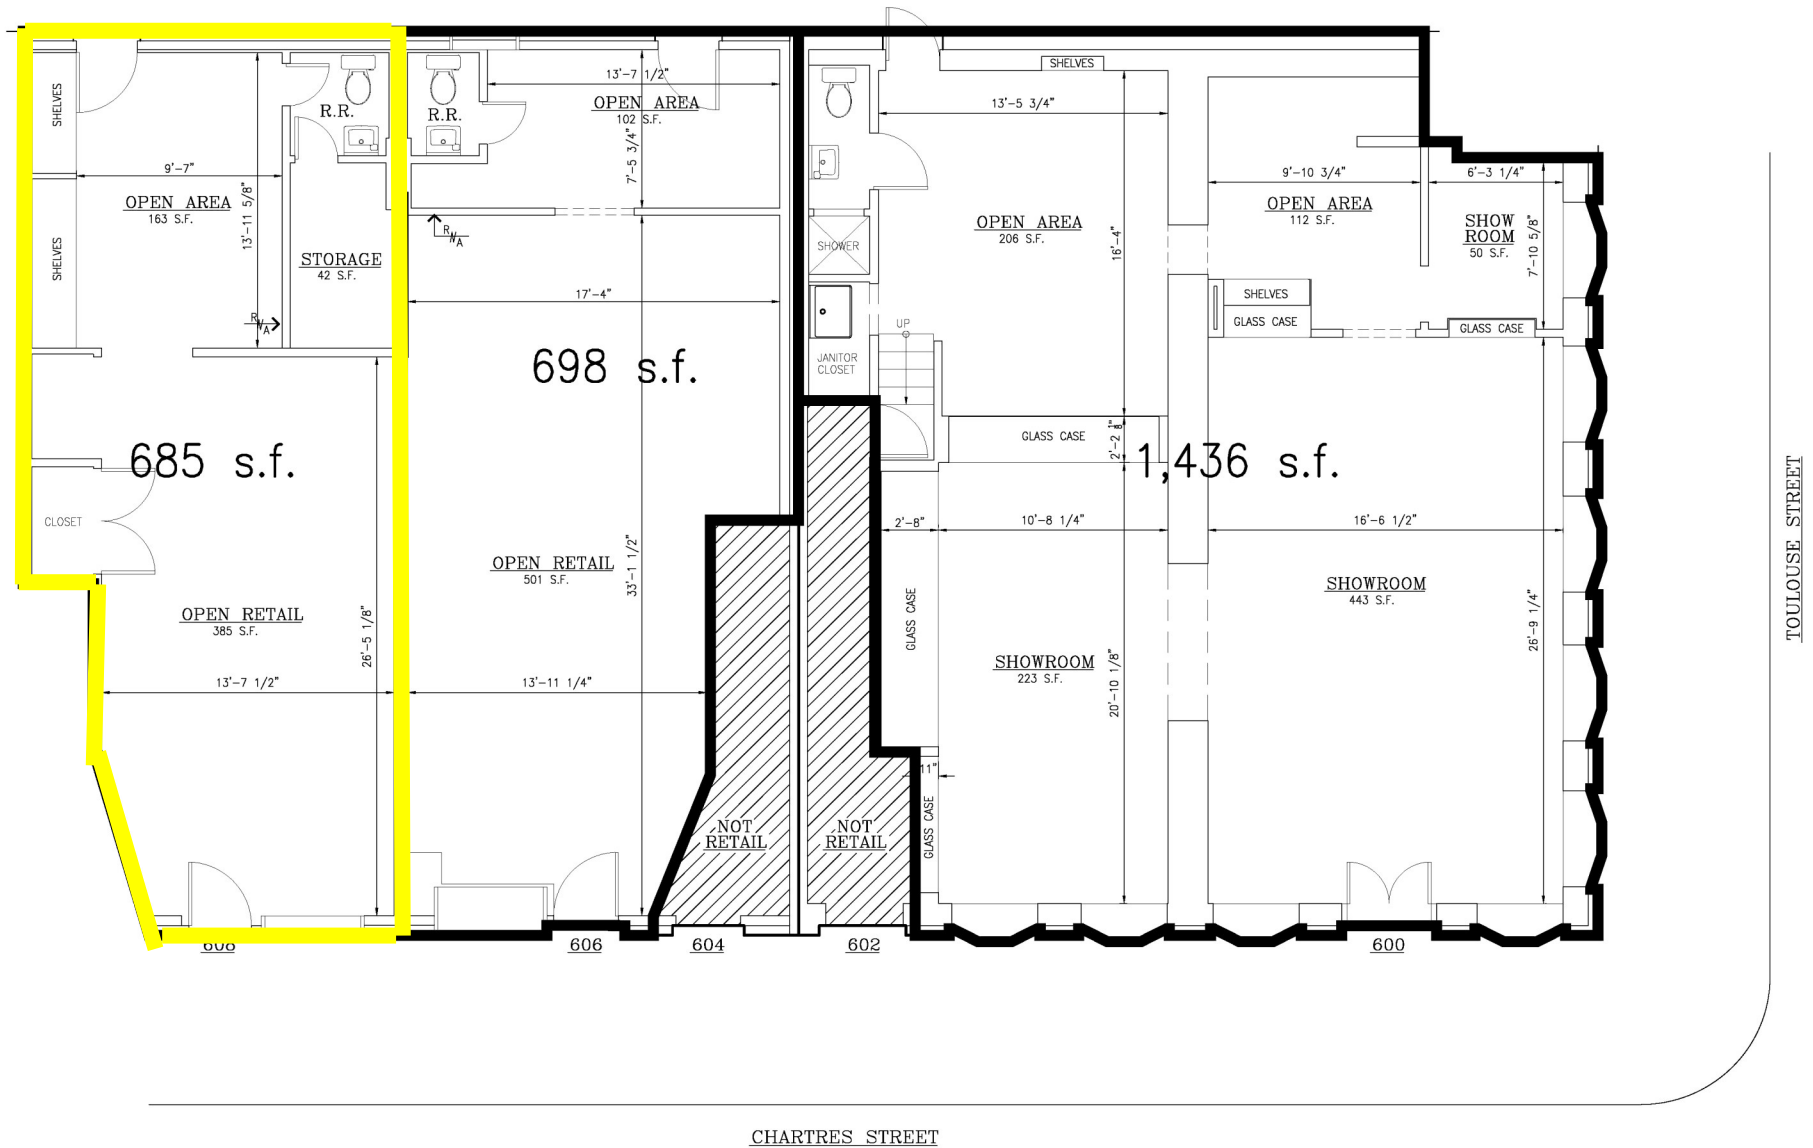 SHELVES
SHELVES
R.R.
9'-7"
OPEN AREA
163 S.F.
13'-11 5/8"
STORAGE
42 S.F.
R/A
685 s.f.
CLOSET
OPEN RETAIL
385 S.F.
26'-5 1/8"
13'-7 1/2"
608
R.R.
13'-7 1/2"
OPEN AREA
102 S.F.
7'-5 3/4"
R/A
17'-4"
698 s.f.
OPEN RETAIL
501 S.F.
33'-1 1/2"
13'-11 1/4"
NOT
RETAIL
606
604
SHELVES
13'-5 3/4"
OPEN AREA
206 S.F.
16'-4"
SHOWER
UP
JANITOR
CLOSET
GLASS CASE
2'-2 1/8"
9'-10 3/4"
OPEN AREA
112 S.F.
6'-3 1/4"
SHOW
ROOM
50 S.F.
7'-10 5/8"
SHELVES
GLASS CASE
GLASS CASE
1,436 s.f.
2'-8"
10'-8 1/4"
16'-6 1/2"
GLASS CASE
SHOWROOM
223 S.F.
20'-10 1/8"
SHOWROOM
443 S.F.
26'-9 1/4"
11"
GLASS CASE
NOT
RETAIL
602
600
TOULOUSE STREET
CHARTRES STREET